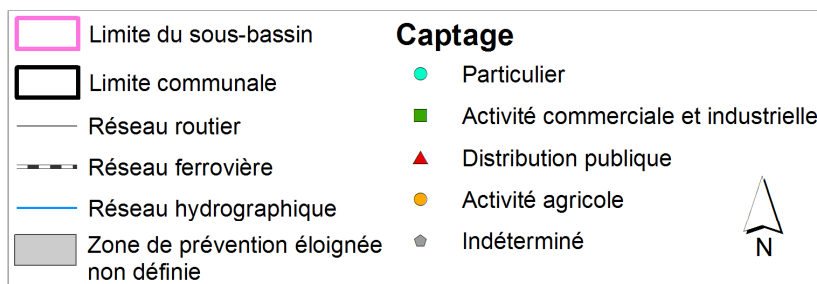 Limite du sous-bassin
Limite communale
Réseau routier
Réseau ferrovière
Réseau hydrographique
Zone de prévention éloignée
non définie
Captage
Particulier
Activité commerciale et industrielle
Distribution publique
Activité agricole
Indéterminé
N